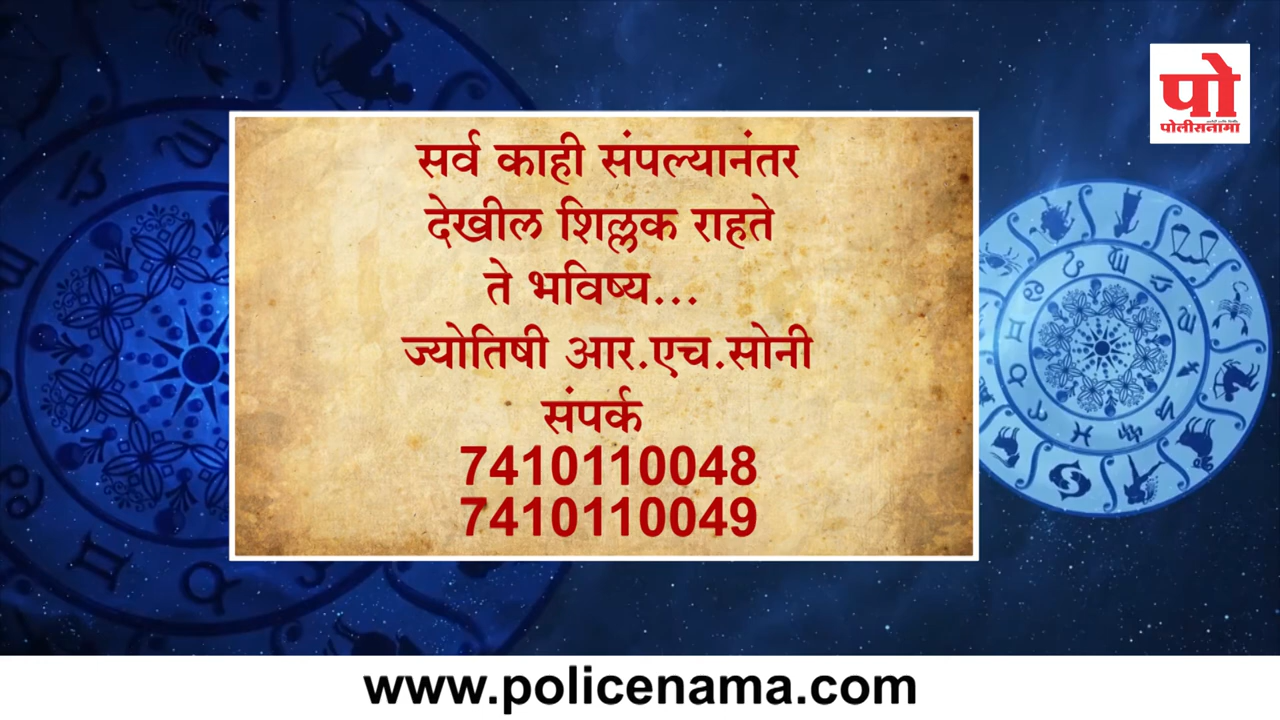 पो
पोलीसनामा
सर्व काही संपल्यानंतर
देखील शिल्लक राहते
ते भविष्य...
ज्योतिषी आर.एच.सोनी
संपर्क
7410110048
7410110049
www.policenama.com